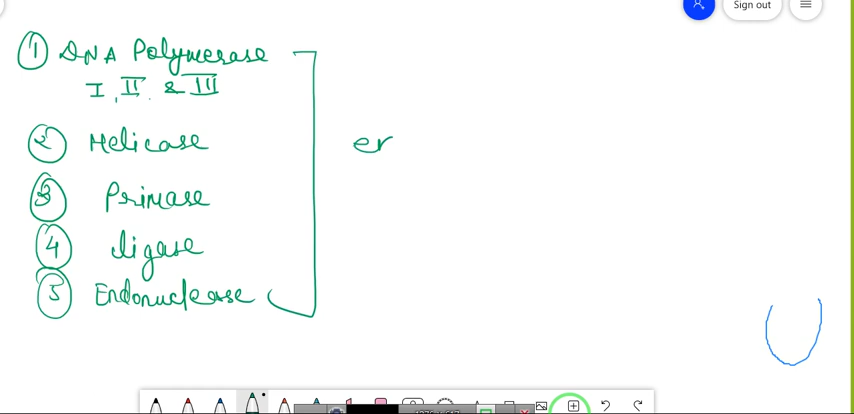 Sign out
① DNA Polymerase
I, II & III
② Helicase
er
③ Primase
④ ligase
⑤ Endonuclease